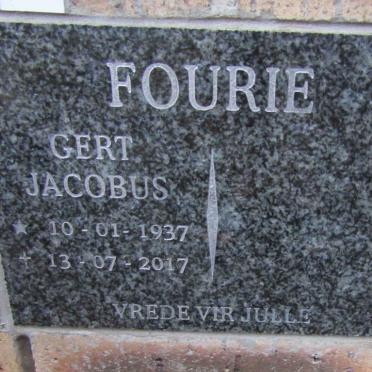 FOURIE
GERT
JACOBUS
* 10-01-1937
+ 13-07-2017
VREDE VIR JULLE